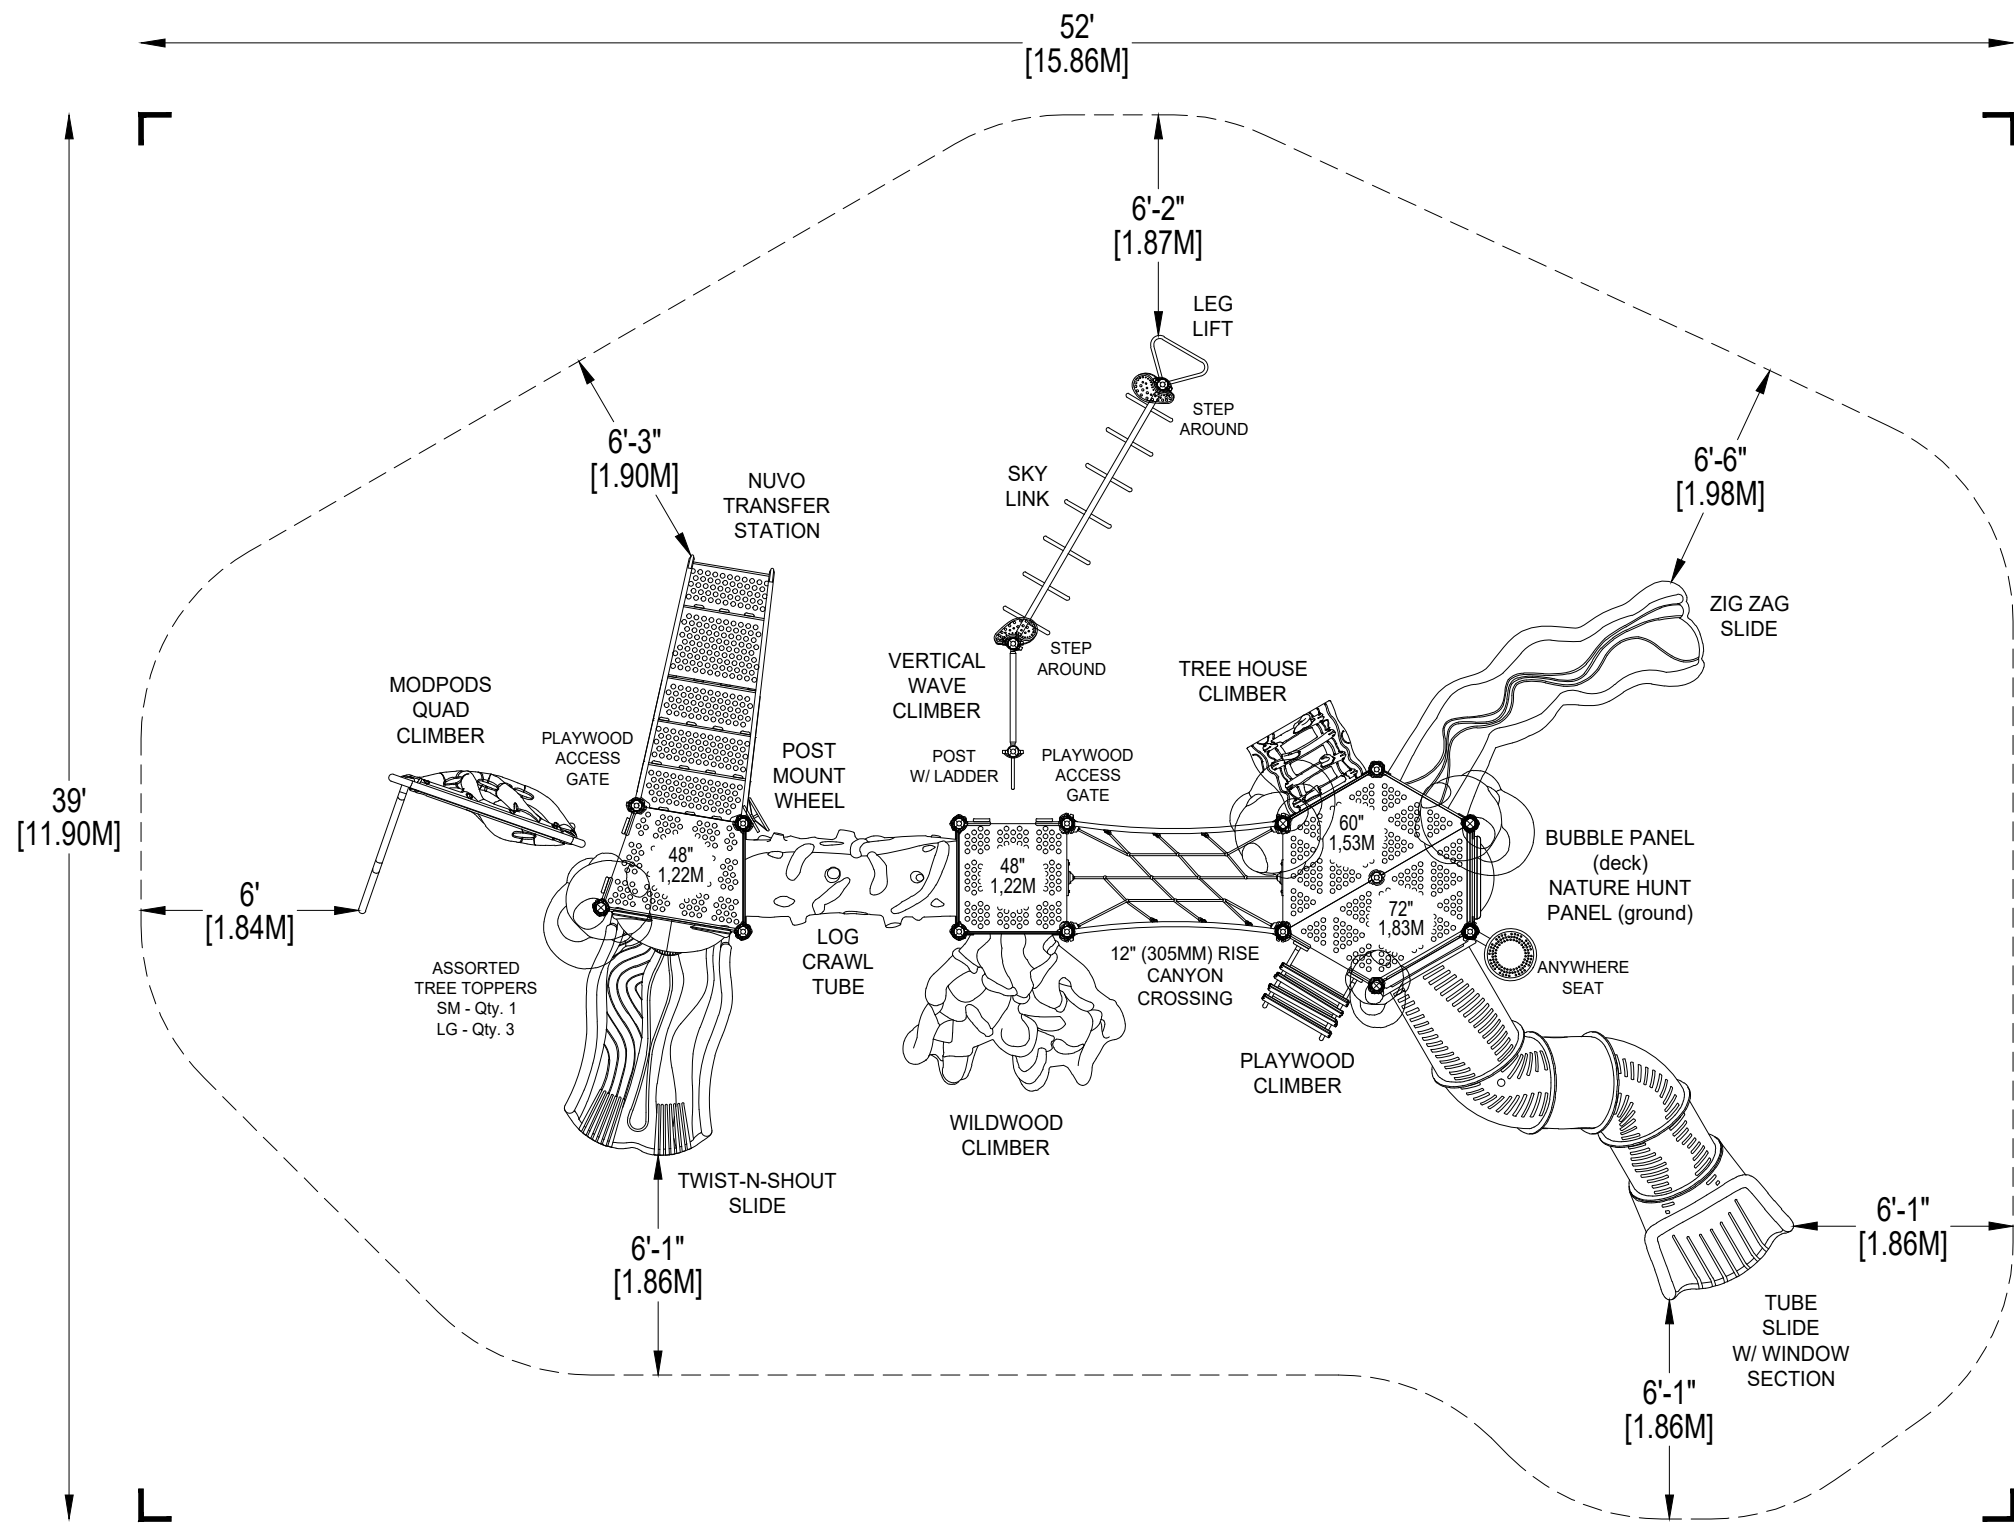 52'
[15.86M]
6'-2"
[1.87M]
LEG
LIFT
STEP
AROUND
6'-3"
[1.90M]
NUVO
TRANSFER
STATION
SKY
LINK
6'-6"
[1.98M]
ZIG ZAG
SLIDE
STEP
AROUND
VERTICAL
WAVE
CLIMBER
TREE HOUSE
CLIMBER
MODPODS
QUAD
CLIMBER
PLAYWOOD
ACCESS
GATE
POST
MOUNT
WHEEL
POST
W/ LADDER
PLAYWOOD
ACCESS
GATE
39'
[11.90M]
48"
1,22M
48"
1,22M
60"
1,53M
72"
1,83M
BUBBLE PANEL
(deck)
NATURE HUNT
PANEL (ground)
6'
[1.84M]
ASSORTED
TREE TOPPERS
SM - Qty. 1
LG - Qty. 3
LOG
CRAWL
TUBE
12" (305MM) RISE
CANYON
CROSSING
ANYWHERE
SEAT
PLAYWOOD
CLIMBER
WILDWOOD
CLIMBER
TWIST-N-SHOUT
SLIDE
6'-1"
[1.86M]
6'-1"
[1.86M]
TUBE
SLIDE
W/ WINDOW
SECTION
6'-1"
[1.86M]